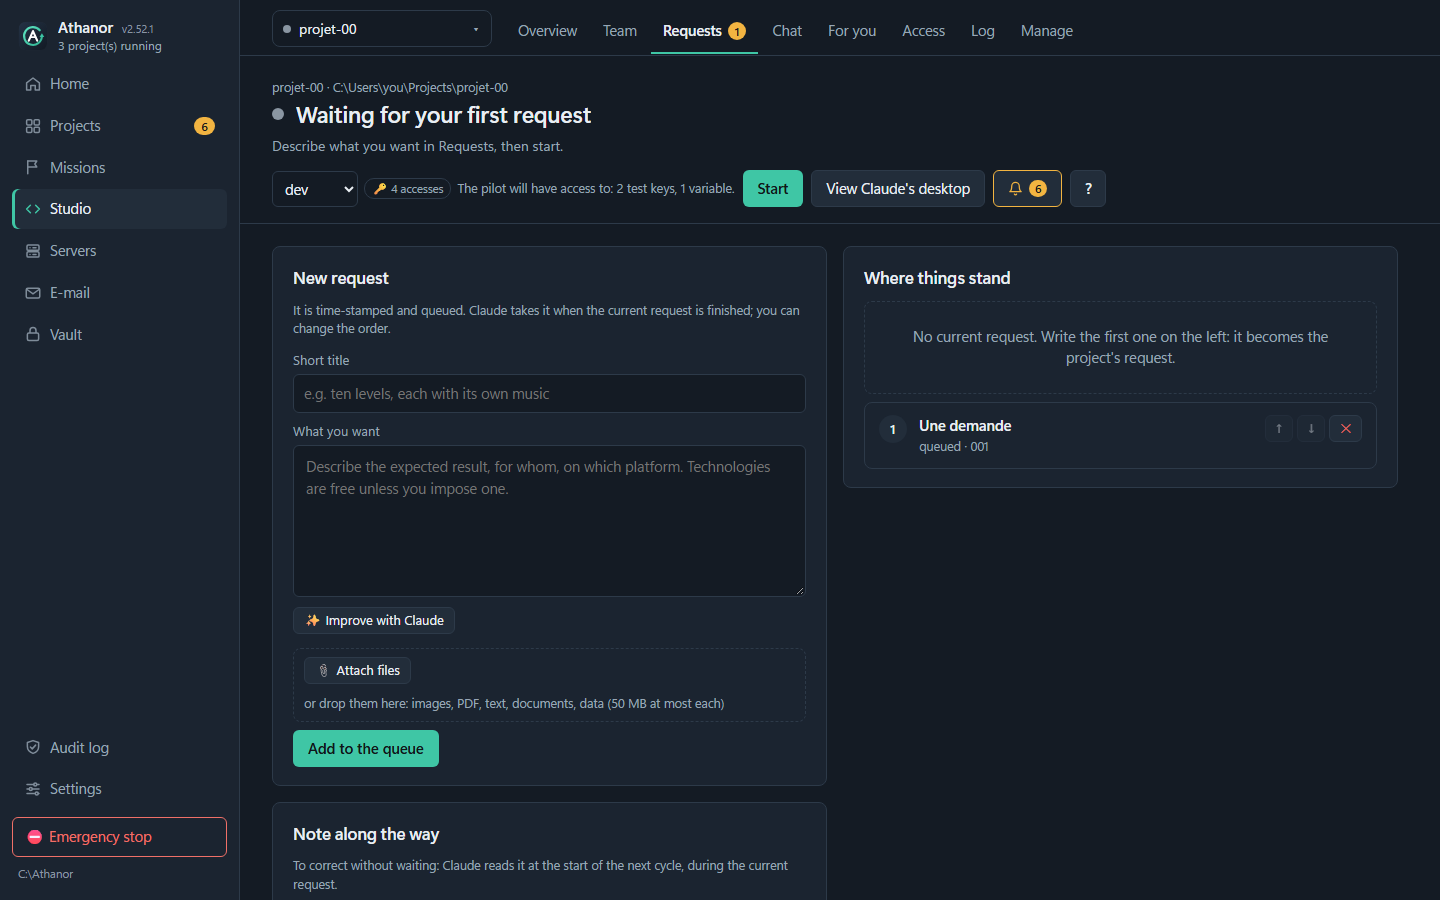 Athanor v2.52.1
3 project(s) running
Home
Projects 6
Missions
Studio
Servers
E-mail
Vault
Audit log
Settings
Emergency stop
C:\Athanor
projet-00
Overview Team Requests 1 Chat For you Access Log Manage
projet-00 · C:\Users\you\Projects\projet-00
Waiting for your first request
Describe what you want in Requests, then start.
dev 4 accesses The pilot will have access to: 2 test keys, 1 variable. Start View Claude's desktop 6 ?
New request
It is time-stamped and queued. Claude takes it when the current request is finished; you can
change the order.
Short title
e.g. ten levels, each with its own music
What you want
Describe the expected result, for whom, on which platform. Technologies
are free unless you impose one.
Improve with Claude
Attach files
or drop them here: images, PDF, text, documents, data (50 MB at most each)
Add to the queue
Note along the way
To correct without waiting: Claude reads it at the start of the next cycle, during the current
request.
Where things stand
No current request. Write the first one on the left: it becomes the
project's request.
1 Une demande ↑ ↓ ✕
queued · 001